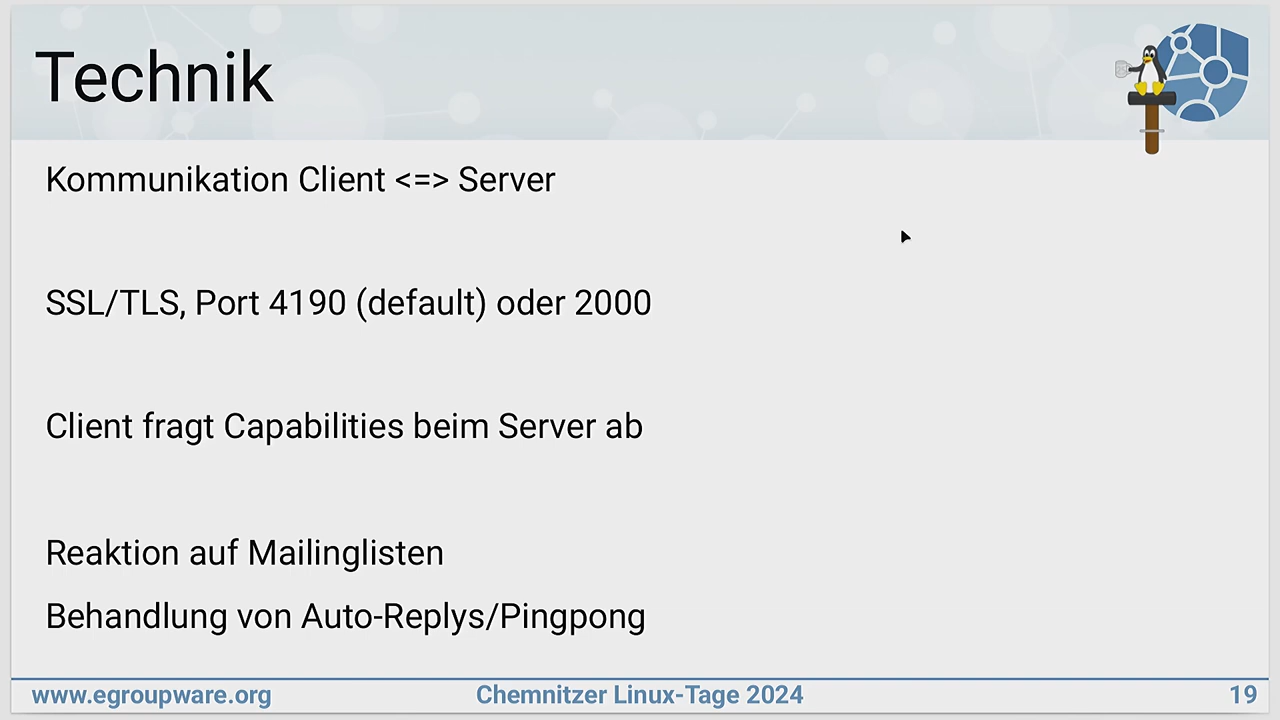 Technik
Kommunikation Client <=> Server
SSL/TLS, Port 4190 (default) oder 2000
Client fragt Capabilities beim Server ab
Reaktion auf Mailinglisten
Behandlung von Auto-Replys/Pingpong
www.egroupware.org Chemnitzer Linux-Tage 2024 19